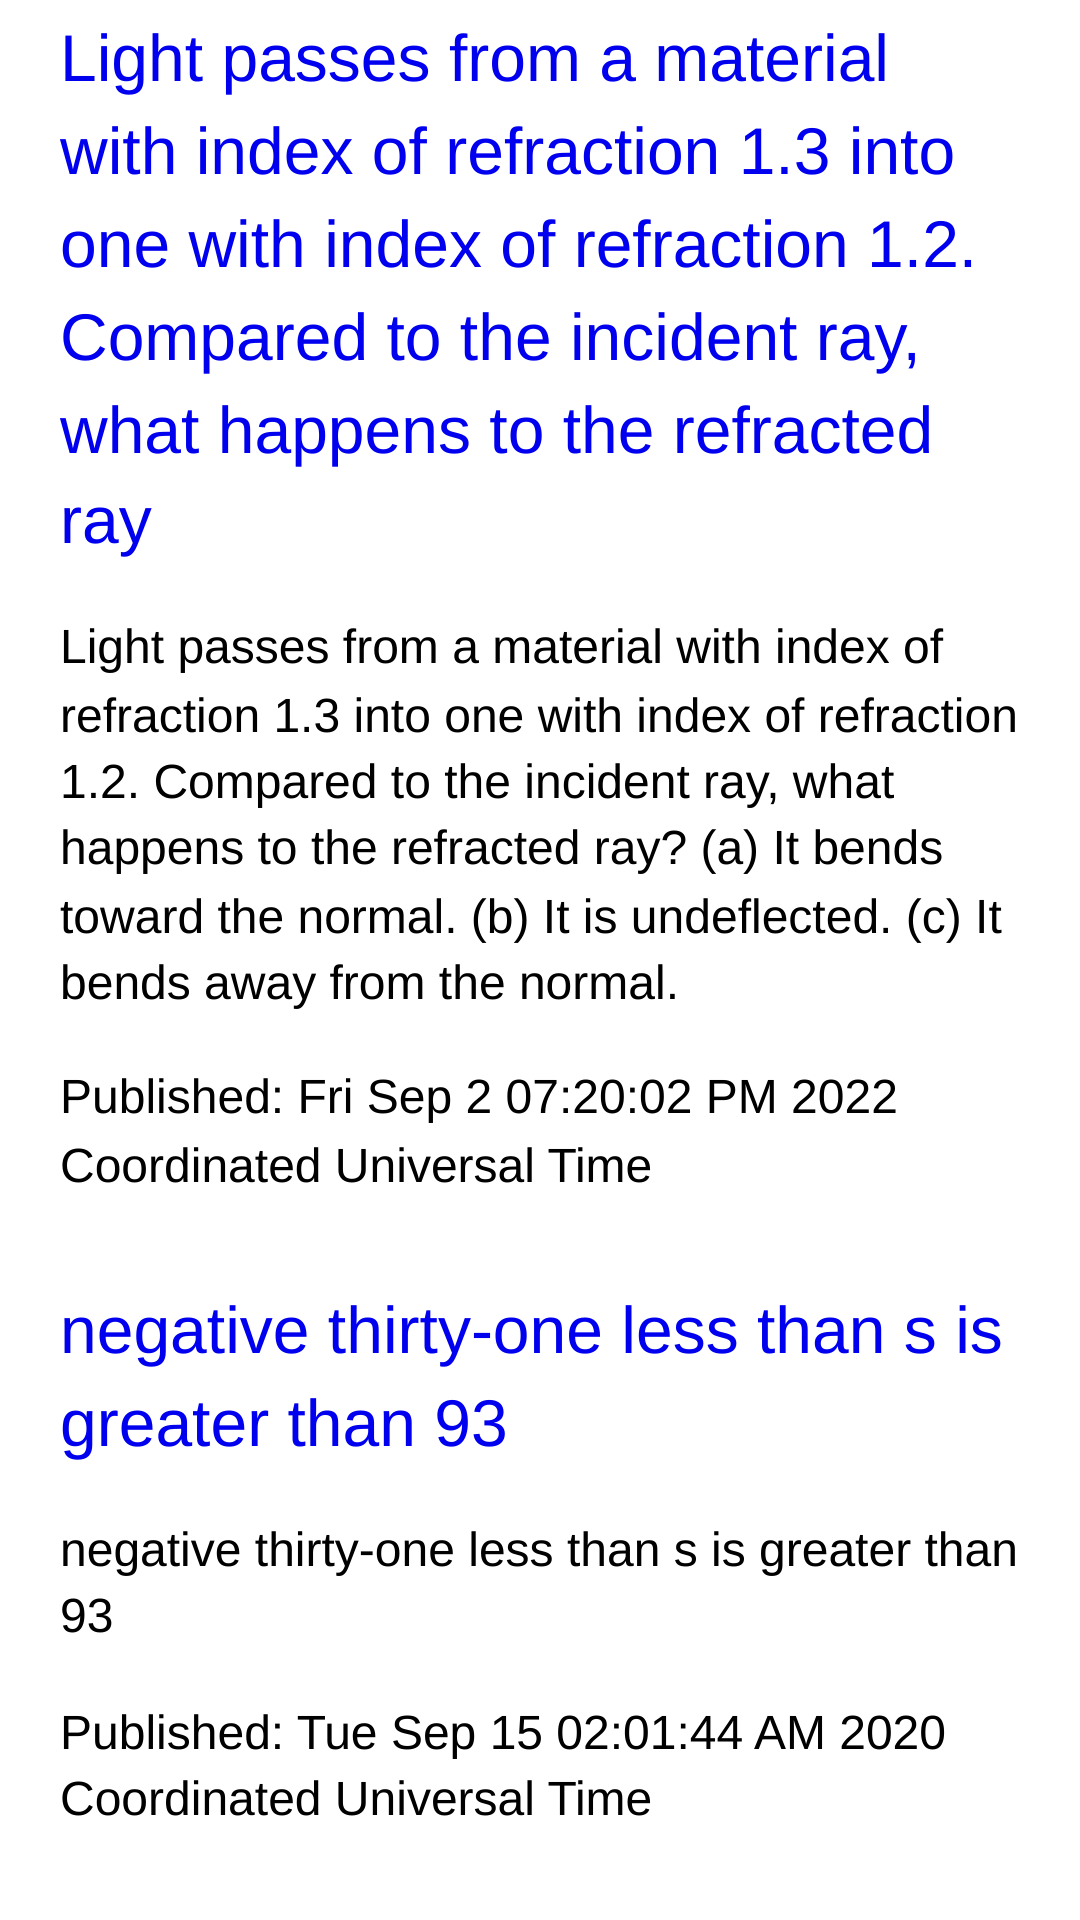 Light passes from a material
with index of refraction 1.3 into
one with index of refraction 1.2.
Compared to the incident ray,
what happens to the refracted
ray
Light passes from a material with index of
refraction 1.3 into one with index of refraction
1.2. Compared to the incident ray, what
happens to the refracted ray? (a) It bends
toward the normal. (b) It is undeflected. (c) It
bends away from the normal.
Published: Fri Sep 2 07:20:02 PM 2022
Coordinated Universal Time
negative thirty-one less than s is
greater than 93
negative thirty-one less than s is greater than
93
Published: Tue Sep 15 02:01:44 AM 2020
Coordinated Universal Time